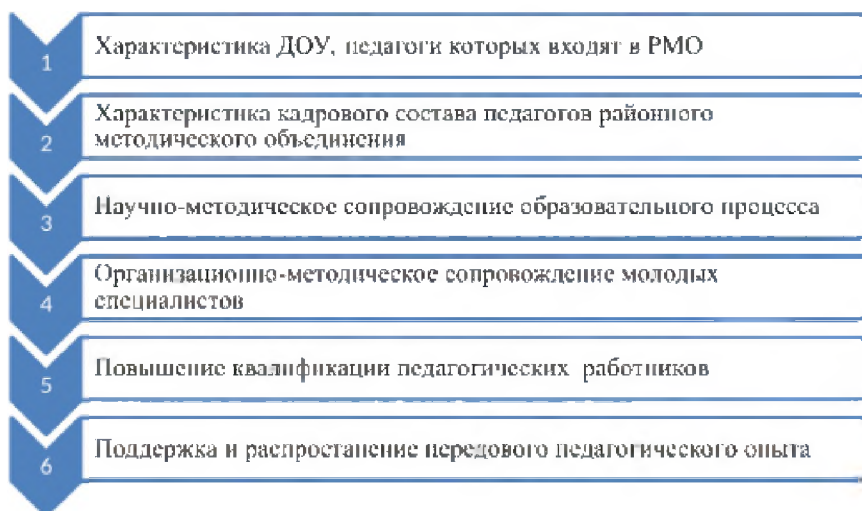 1
Характеристика ДОУ, педагоги которых входят в РМО
2
Характеристика кадрового состава педагогов районного
методического объединения
3
Научно-методическое сопровождение образовательного процесса
4
Организационно-методическое сопровождение молодых
специалистов
5
Повышение квалификации педагогических работников
6
Поддержка и распростанение передового педагогического опыта